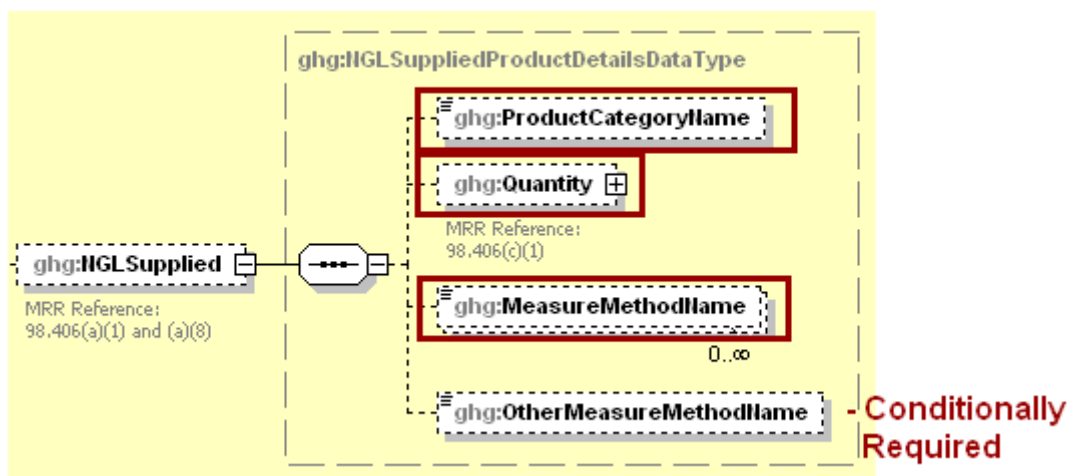 ghg:NGLSuppliedProductDetailsDataType
ghg:ProductCategoryName
ghg:Quantity
MRR Reference:
98.406(c)(1)
ghg:NGLSupplied
MRR Reference:
98.406(a)(1) and (a)(8)
ghg:MeasureMethodName
0..∞
ghg:OtherMeasureMethodName
- Conditionally
Required